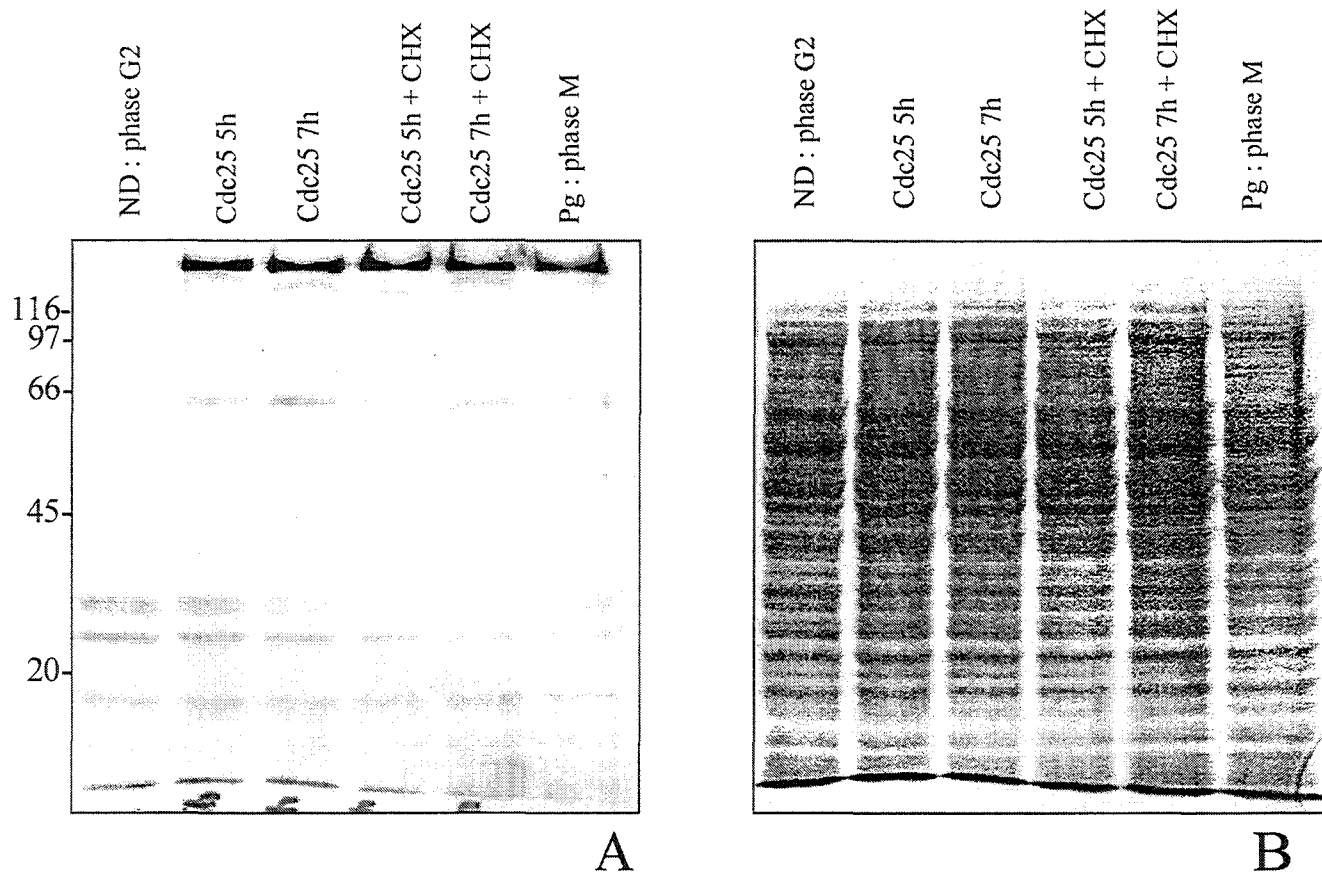 ND : phase G2
Cdc25 5h
Cdc25 7h
Cdc25 5h + CHX
Cdc25 7h + CHX
Pg : phase M
ND : phase G2
Cdc25 5h
Cdc25 7h
Cdc25 5h + CHX
Cdc25 7h + CHX
Pg : phase M
116-
97-
66-
45-
20-
A
B